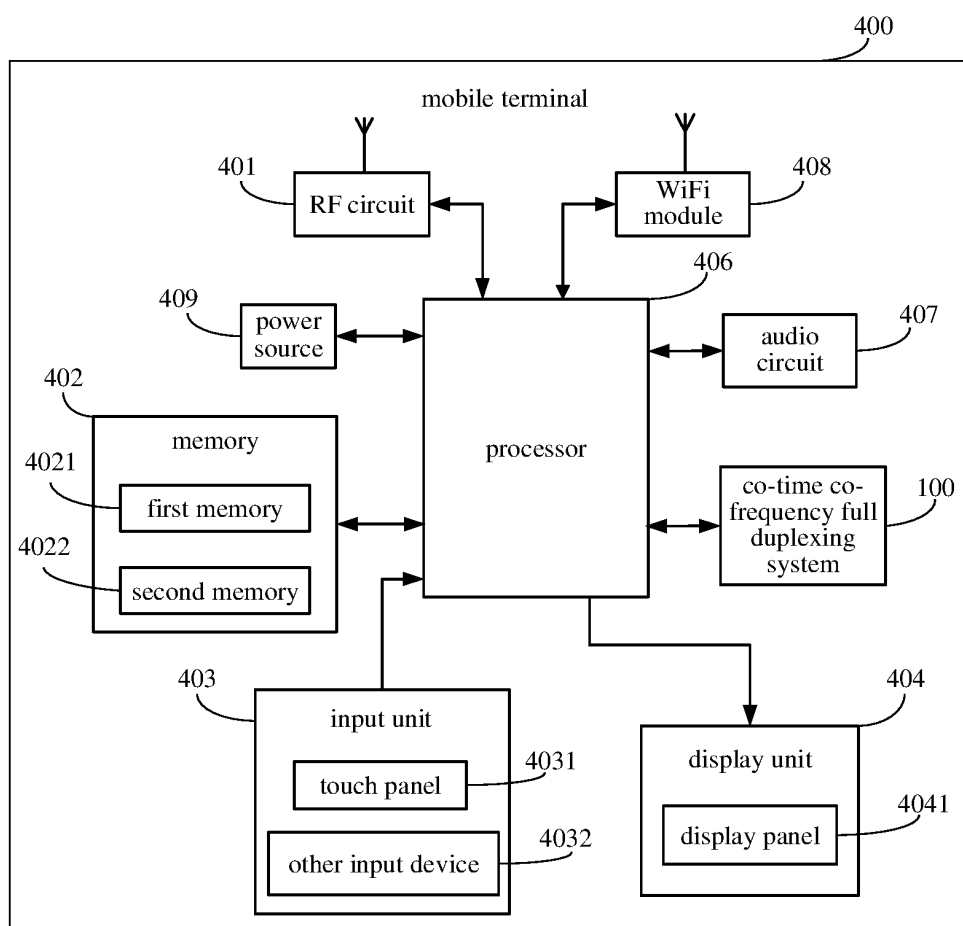 400
mobile terminal
401
RF circuit
WiFi
module
408
406
409
power
source
audio
circuit
407
402
memory
processor
4021
first memory
co-time co-
frequency full
duplexing
system
100
4022
second memory
403
input unit
404
display unit
touch panel
4031
display panel
4041
other input device
4032